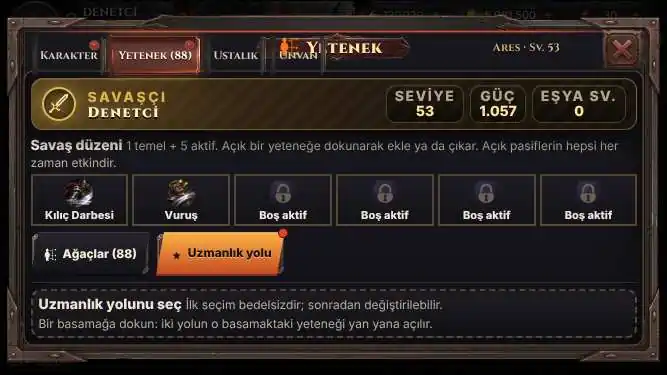 DENETCİ
YETENEK
ARES · SV. 53
KARAKTER
YETENEK (88)
USTALIK
UNVAN
SAVAŞÇI
DENETCİ
SEVİYE
53
GÜÇ
1.057
EŞYA SV.
0
Savaş düzeni 1 temel + 5 aktif. Açık bir yeteneğe dokunarak ekle ya da çıkar. Açık pasiflerin hepsi her
zaman etkindir.
Kılıç Darbesi
Vuruş
Boş aktif
Boş aktif
Boş aktif
Boş aktif
Ağaçlar (88)
Uzmanlık yolu
Uzmanlık yolunu seç İlk seçim bedelsizdir; sonradan değiştirilebilir.
Bir basamağa dokun: iki yolun o basamaktaki yeteneği yan yana açılır.